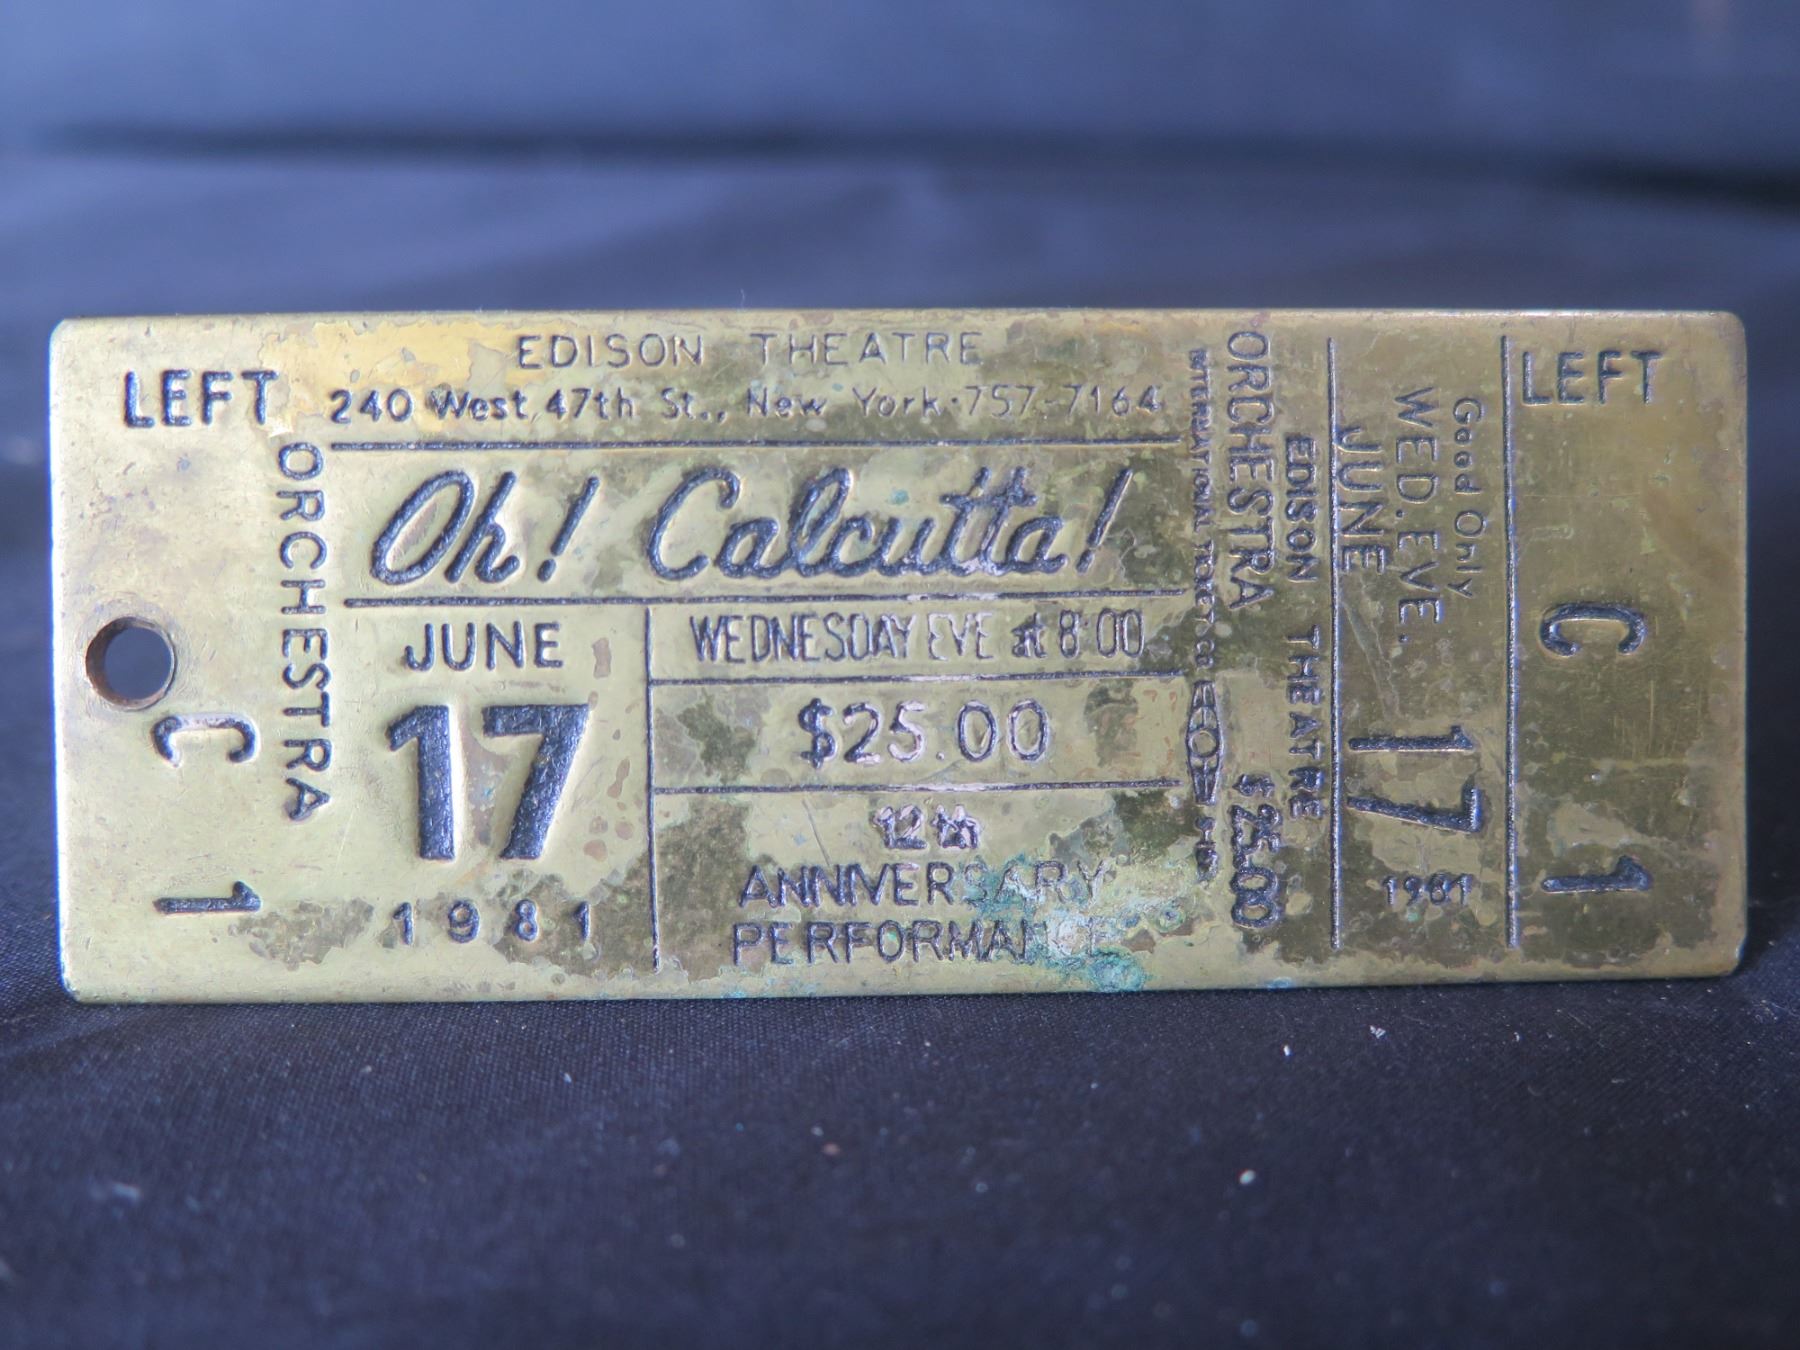 LEFT
ORCHESTRA
C
1
EDISON THEATRE
240 West 47th St., New York·757-7164
Oh! Calcutta!
JUNE
17
1981
WEDNESDAY EVE at 8:00
$25.00
12th
ANNIVERSARY
PERFORMANCE
INTERNATIONAL TICKET CO
ORCHESTRA $25.00
EDISON THEATRE
JUNE 17
WED. EVE. 1981
Good Only
LEFT
C
1